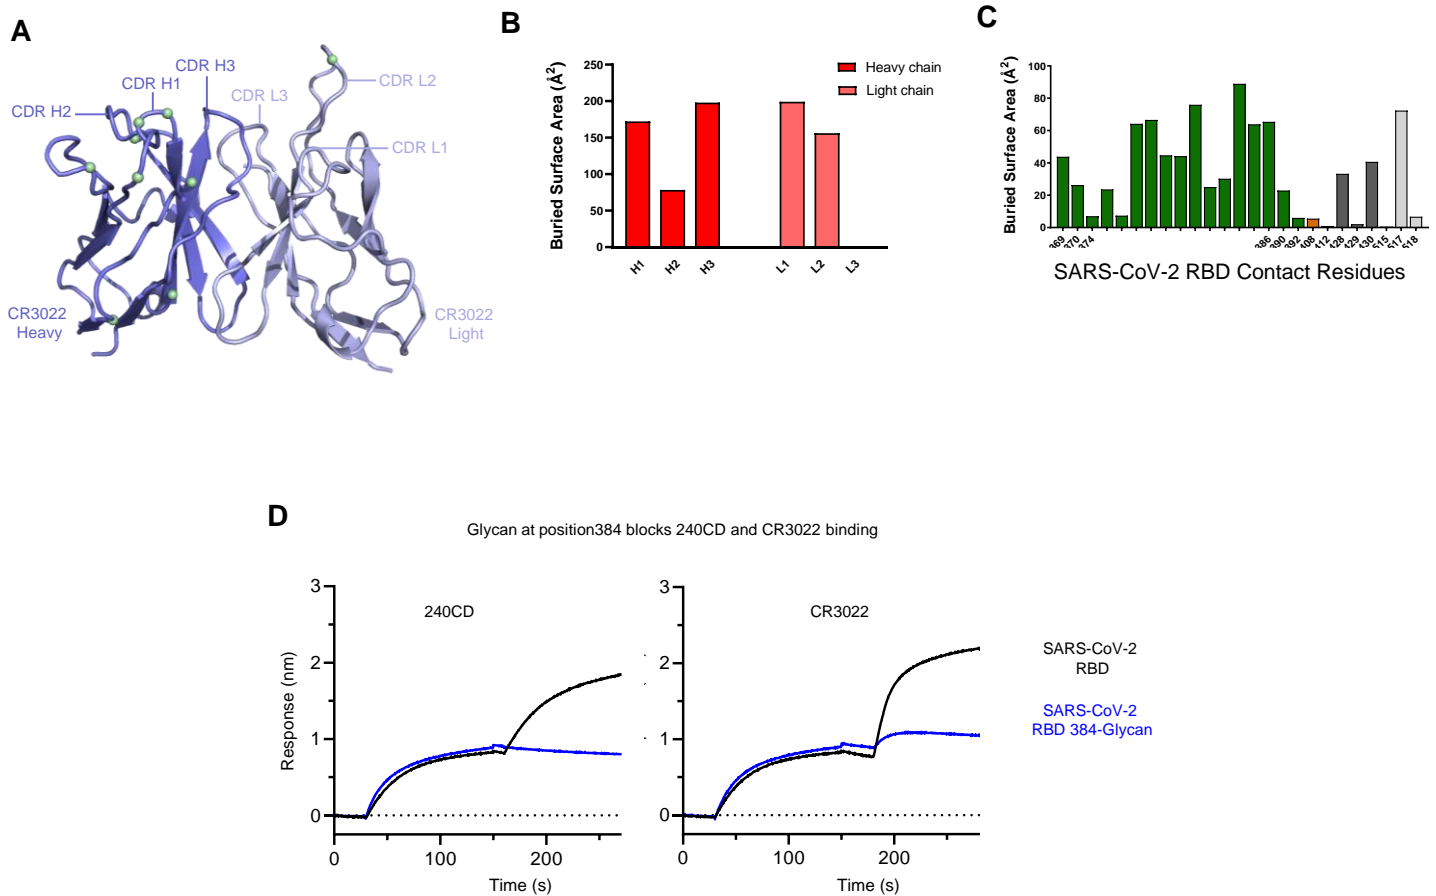 A
CDR H3
CDR H1
CDR H2
CDR L3
CDR L2
CDR L1
CR3022
Heavy
CR3022
Light
B
Buried Surface Area (Å²)
250
200
150
100
50
0
H1
H2
H3
L1
L2
L3
Heavy chain
Light chain
C
Buried Surface Area (Å²)
100
80
60
40
20
0
386
SARS-CoV-2 RBD Contact Residues
D
Glycan at position384 blocks 240CD and CR3022 binding
240CD
Response (nm)
3
2
1
0
0
100
200
Time (s)
CR3022
3
2
1
0
0
100
200
Time (s)
SARS-CoV-2
RBD
SARS-CoV-2
RBD 384-Glycan